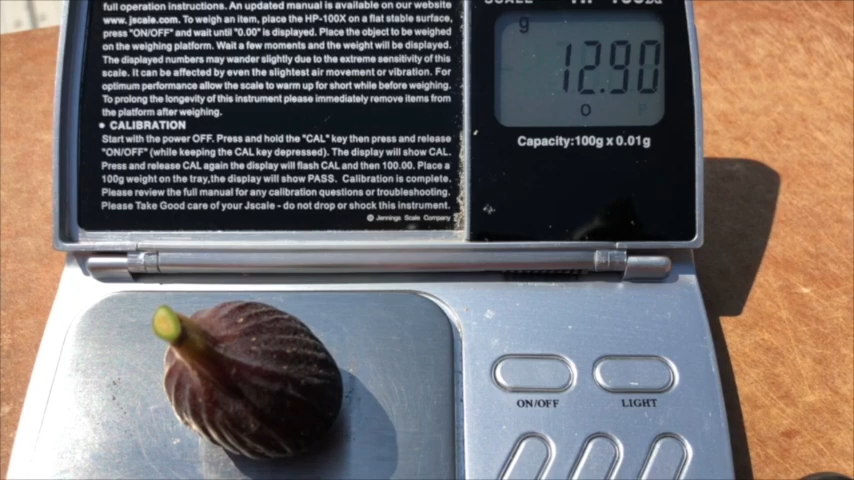 full operation instructions. An updated manual is available on our website
www.jscale.com. To weigh an item, place the HP-100X on a flat stable surface,
press "ON/OFF" and wait until "0.00" is displayed. Place the object to be weighed
on the weighing platform. Wait a few moments and the weight will be displayed.
The displayed numbers may wander slightly due to the extreme sensitivity of this
scale. It can be affected by even the slightest air movement or vibration. For
optimum performance allow the scale to warm up for short while before weighing.
To prolong the longevity of this instrument please immediately remove items from
the platform after weighing.
• CALIBRATION
Start with the power OFF. Press and hold the "CAL" key then press and release
"ON/OFF" (while keeping the CAL key depressed). The display will show CAL.
Press and release CAL again the display will flash CAL and then 100.00. Place a
100g weight on the tray,the display will show PASS. Calibration is complete.
Please review the full manual for any calibration questions or troubleshooting.
Please Take Good care of your Jscale - do not drop or shock this instrument.
© Jennings Scale Company
SCALE
g
12.90
O
Capacity:100g x 0.01g
ON/OFF
LIGHT